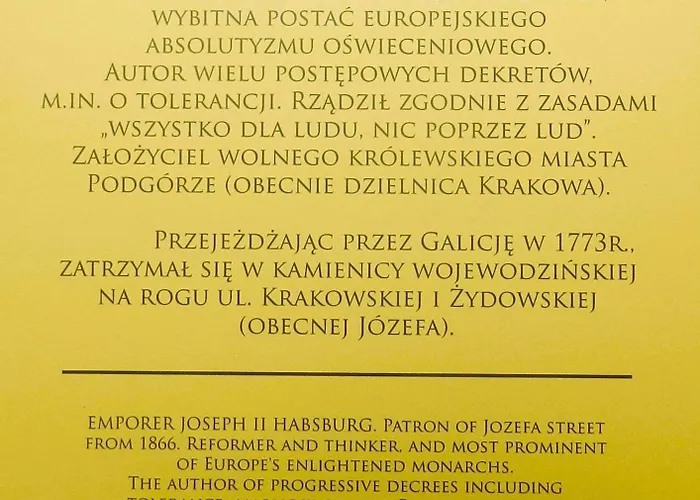 WYBITNA POSTAĆ EUROPEJSKIEGO
ABSOLUTYZMU OŚWIECENIOWEGO.
AUTOR WIELU POSTĘPOWYCH DEKRETÓW,
M.IN. O TOLERANCJI. RZĄDZIŁ ZGODNIE Z ZASADAMI
„WSZYSTKO DLA LUDU, NIC POPRZEZ LUD”.
ZAŁOŻYCIEL WOLNEGO KRÓLEWSKIEGO MIASTA
PODGÓRZE (OBECNIE DZIELNICA KRAKOWA).
PRZEJEŻDŻAJĄC PRZEZ GALICJĘ W 1773R.,
ZATRZYMAŁ SIĘ W KAMIENICY WOJEWODZIŃSKIEJ
NA ROGU UL. KRAKOWSKIEJ I ŻYDOWSKIEJ
(OBECNEJ JÓZEFA).
EMPORER JOSEPH II HABSBURG. PATRON OF JOZEFA STREET
FROM 1866. REFORMER AND THINKER, AND MOST PROMINENT
OF EUROPE'S ENLIGHTENED MONARCHS.
THE AUTHOR OF PROGRESSIVE DECREES INCLUDING